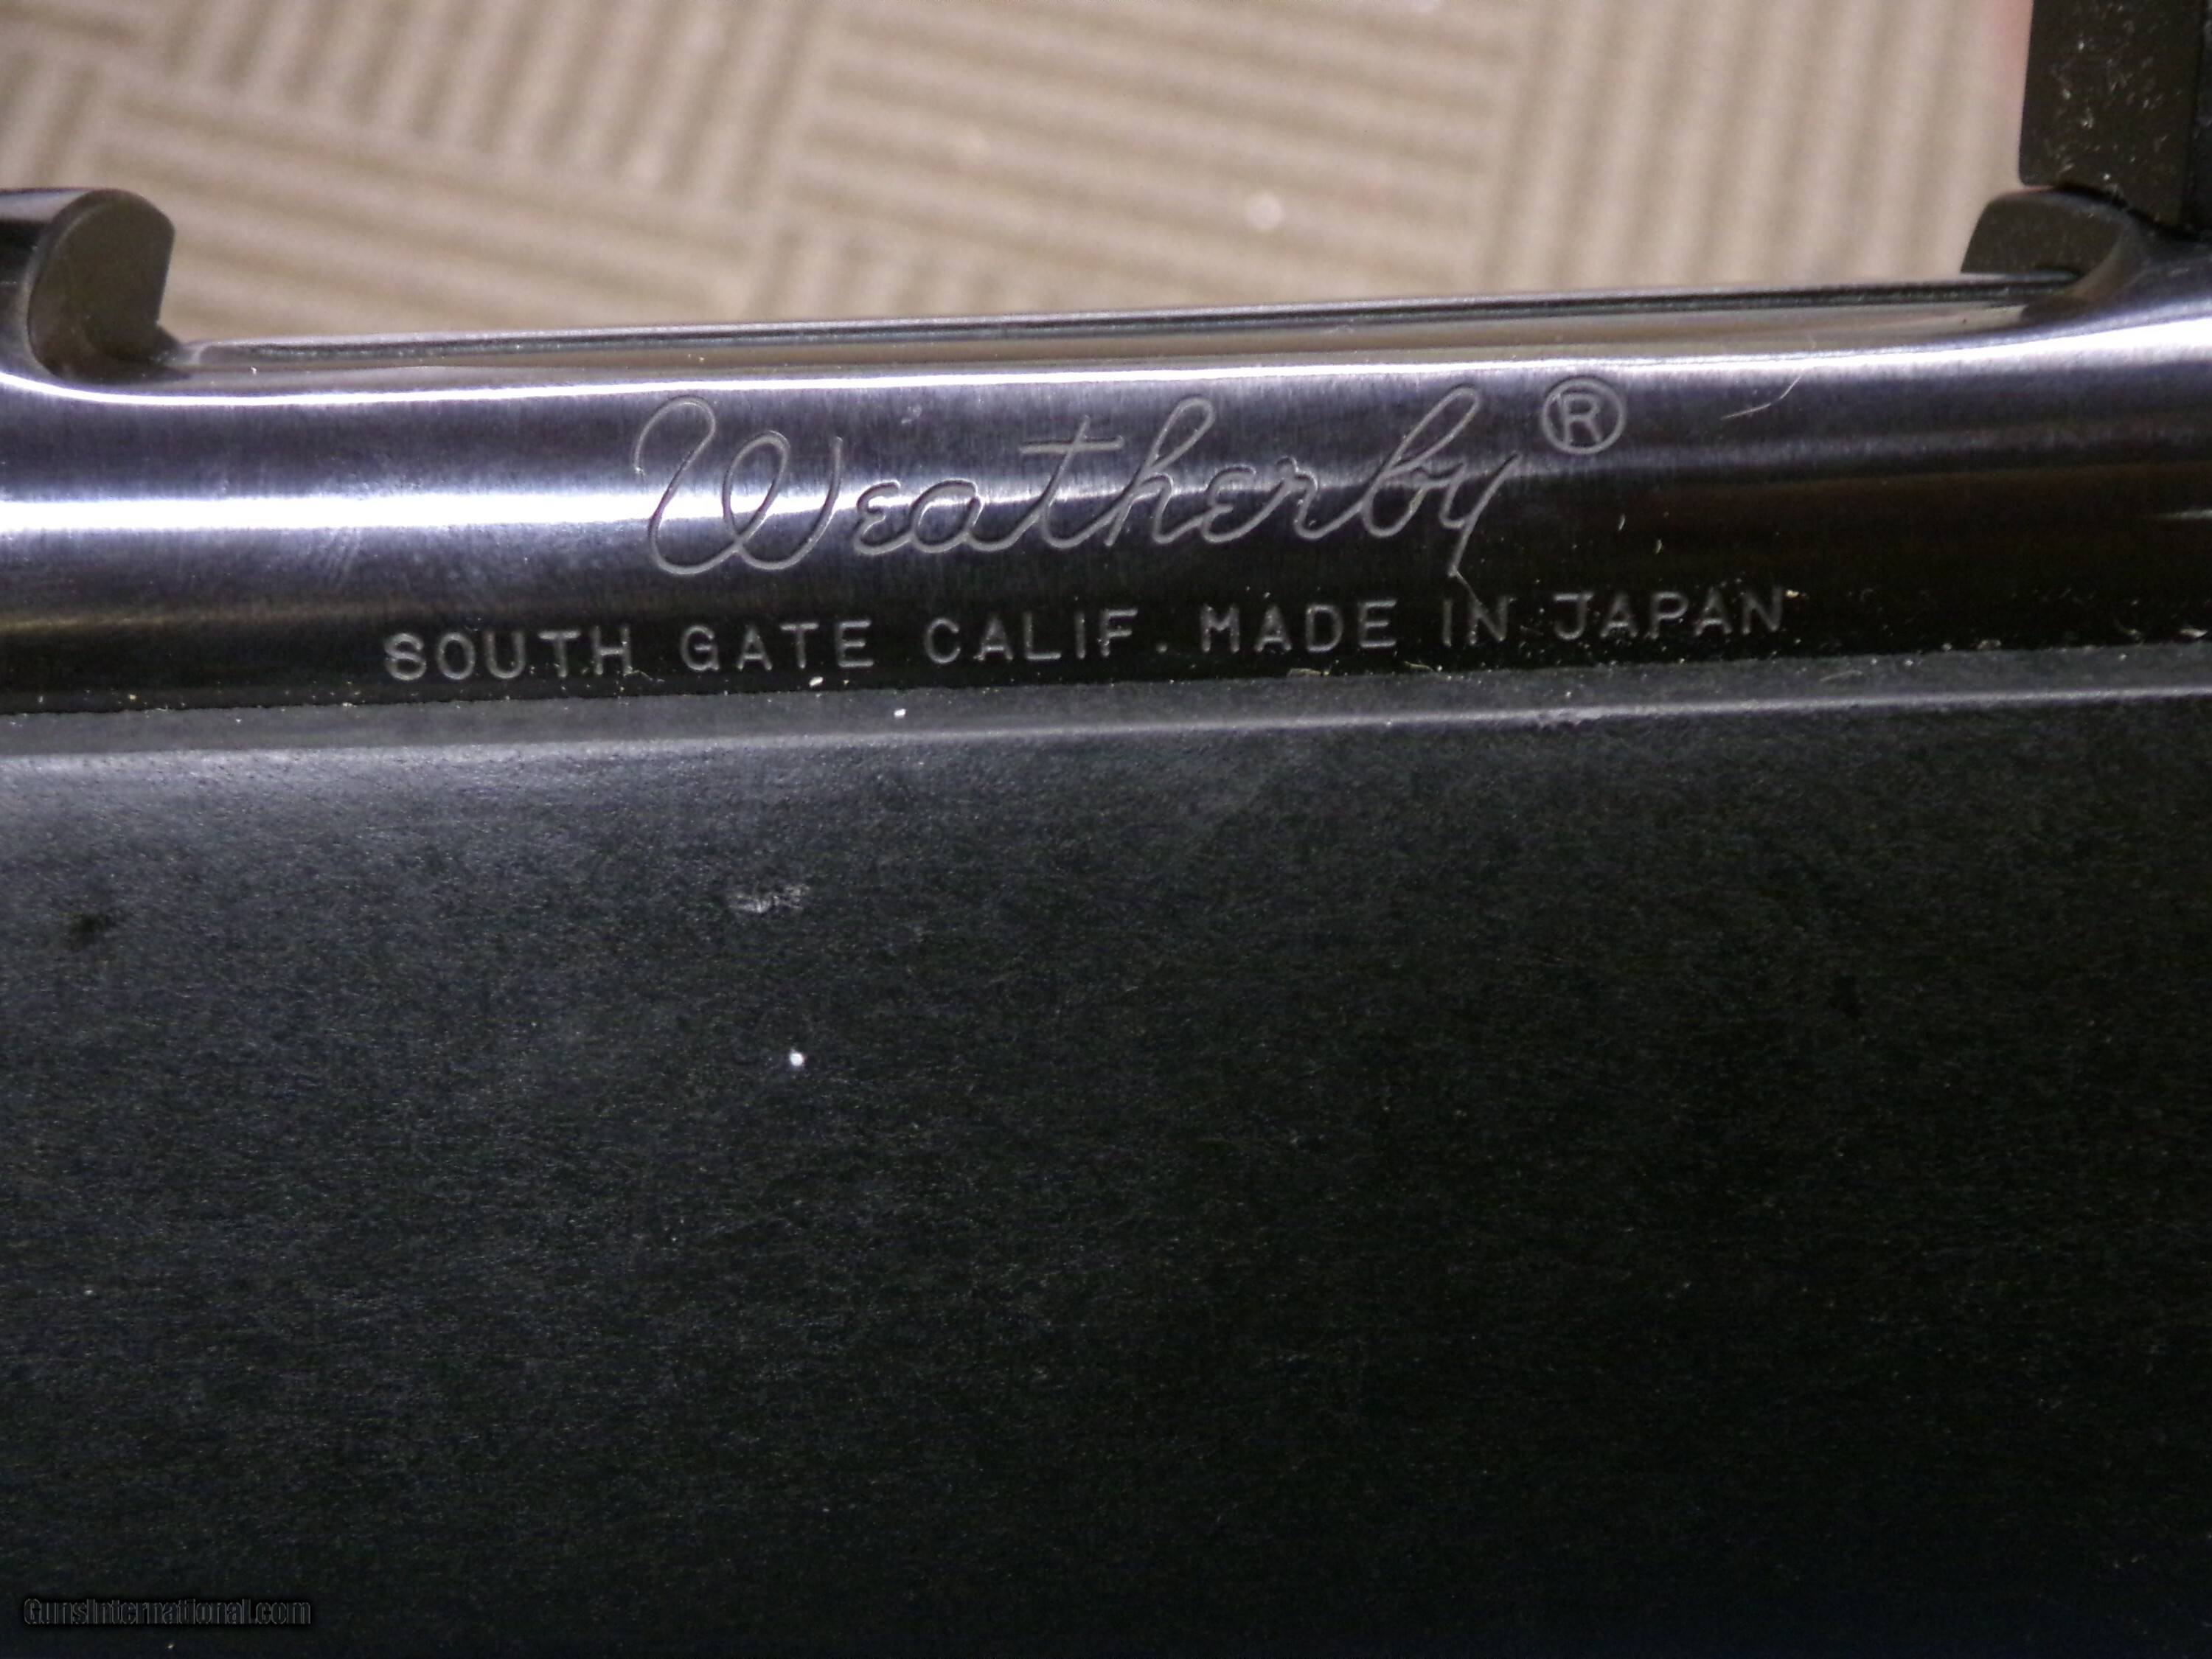 Weatherby®
SOUTH GATE CALIF. MADE IN JAPAN
GunsInternational.com